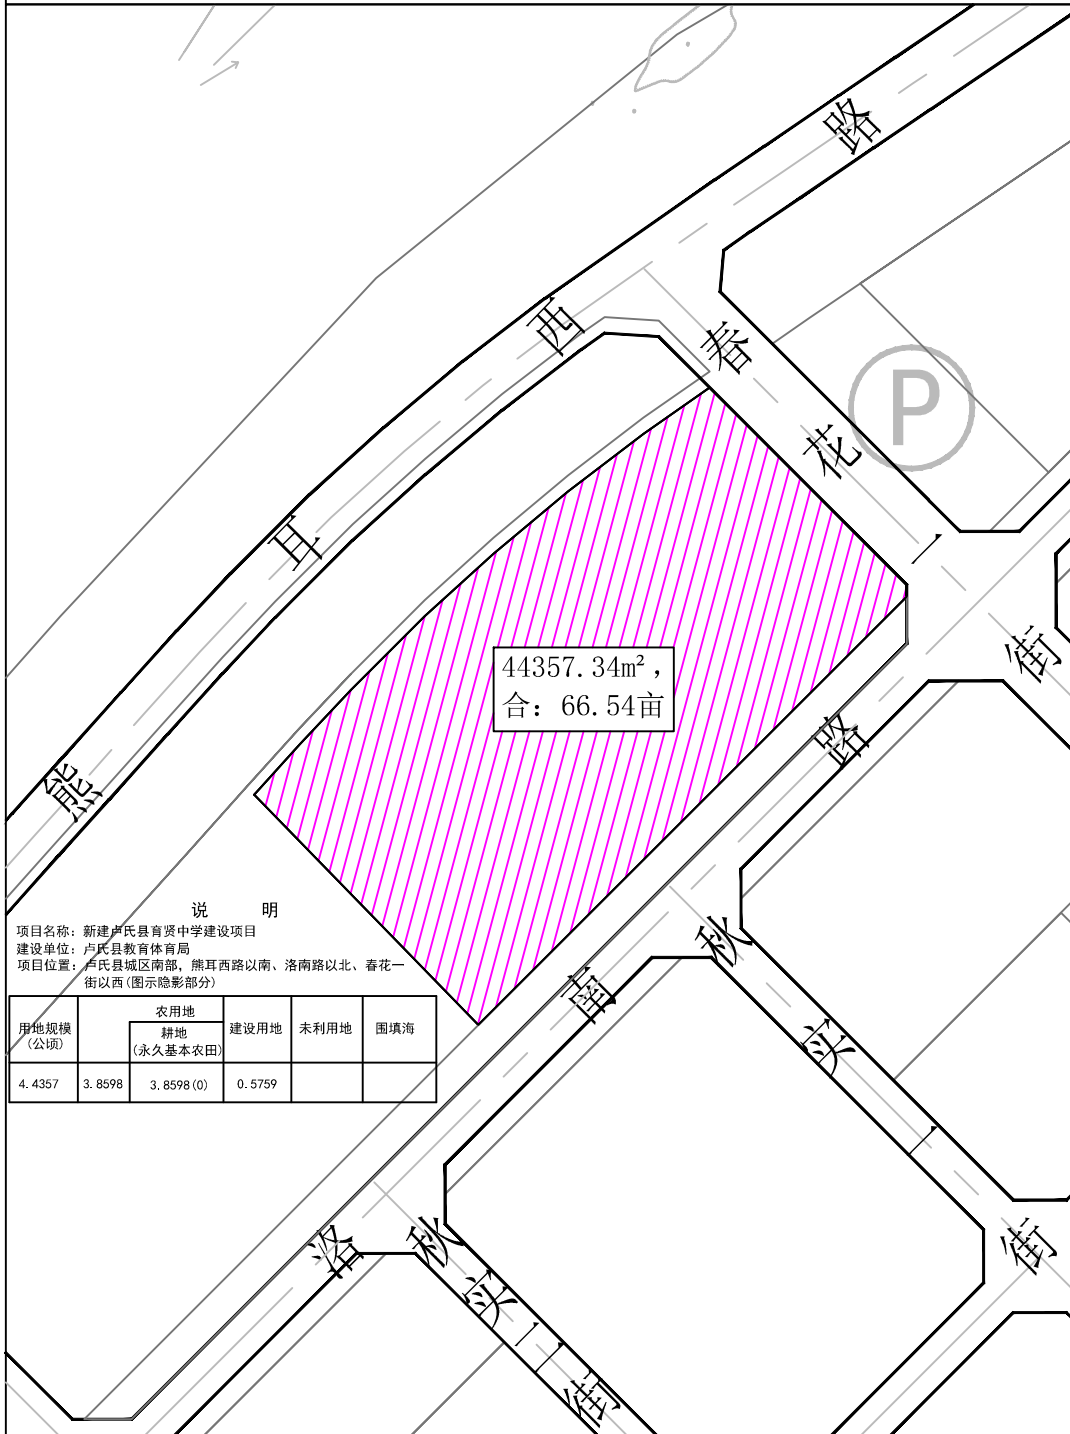 熊耳西路
春花一街
P
44357.34m²，
合：66.54亩
洛南路
秋实一街
秋实二街
说 明
项目名称：新建卢氏县育贤中学建设项目
建设单位：卢氏县教育体育局
项目位置：卢氏县城区南部，熊耳西路以南、洛南路以北、春花一
街以西(图示隐影部分)
用地规模
(公顷)
农用地
耕地
(永久基本农田)
建设用地
未利用地
围填海
4.4357
3.8598
3.8598(0)
0.5759